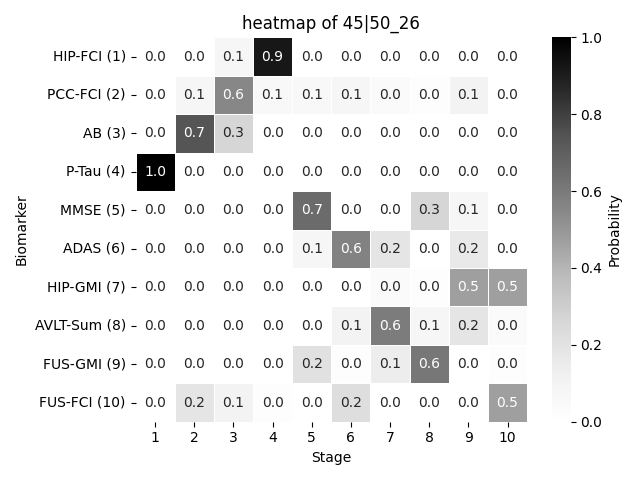 heatmap of 45|50_26
HIP-FCI (1) 0.0 0.0 0.1 0.9 0.0 0.0 0.0 0.0 0.0 0.0
PCC-FCI (2) 0.0 0.1 0.6 0.1 0.1 0.1 0.0 0.0 0.1 0.0
AB (3) 0.0 0.7 0.3 0.0 0.0 0.0 0.0 0.0 0.0 0.0
P-Tau (4) 1.0 0.0 0.0 0.0 0.0 0.0 0.0 0.0 0.0 0.0
MMSE (5) 0.0 0.0 0.0 0.0 0.7 0.0 0.0 0.3 0.1 0.0
ADAS (6) 0.0 0.0 0.0 0.0 0.1 0.6 0.2 0.0 0.2 0.0
HIP-GMI (7) 0.0 0.0 0.0 0.0 0.0 0.0 0.0 0.0 0.5 0.5
AVLT-Sum (8) 0.0 0.0 0.0 0.0 0.0 0.1 0.6 0.1 0.2 0.0
FUS-GMI (9) 0.0 0.0 0.0 0.0 0.2 0.0 0.1 0.6 0.0 0.0
FUS-FCI (10) 0.0 0.2 0.1 0.0 0.0 0.2 0.0 0.0 0.0 0.5
1 2 3 4 5 6 7 8 9 10
Stage
Biomarker
1.0
0.8
0.6
0.4
0.2
0.0
Probability